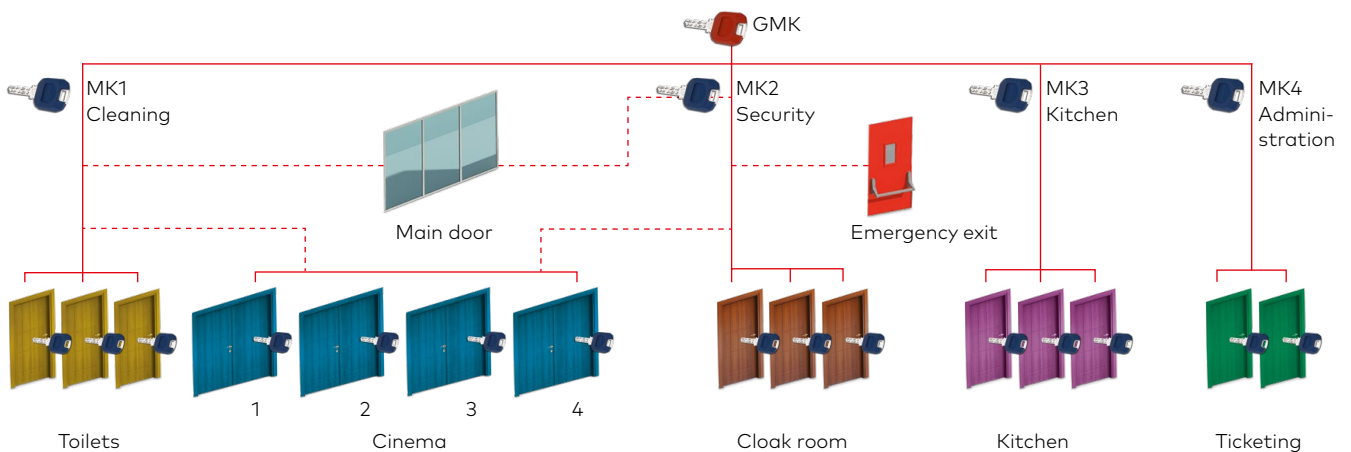 GMK
MK1
Cleaning
MK2
Security
MK3
Kitchen
MK4
Admini-
stration
Main door
Emergency exit
1
2
3
4
Toilets
Cinema
Cloak room
Kitchen
Ticketing